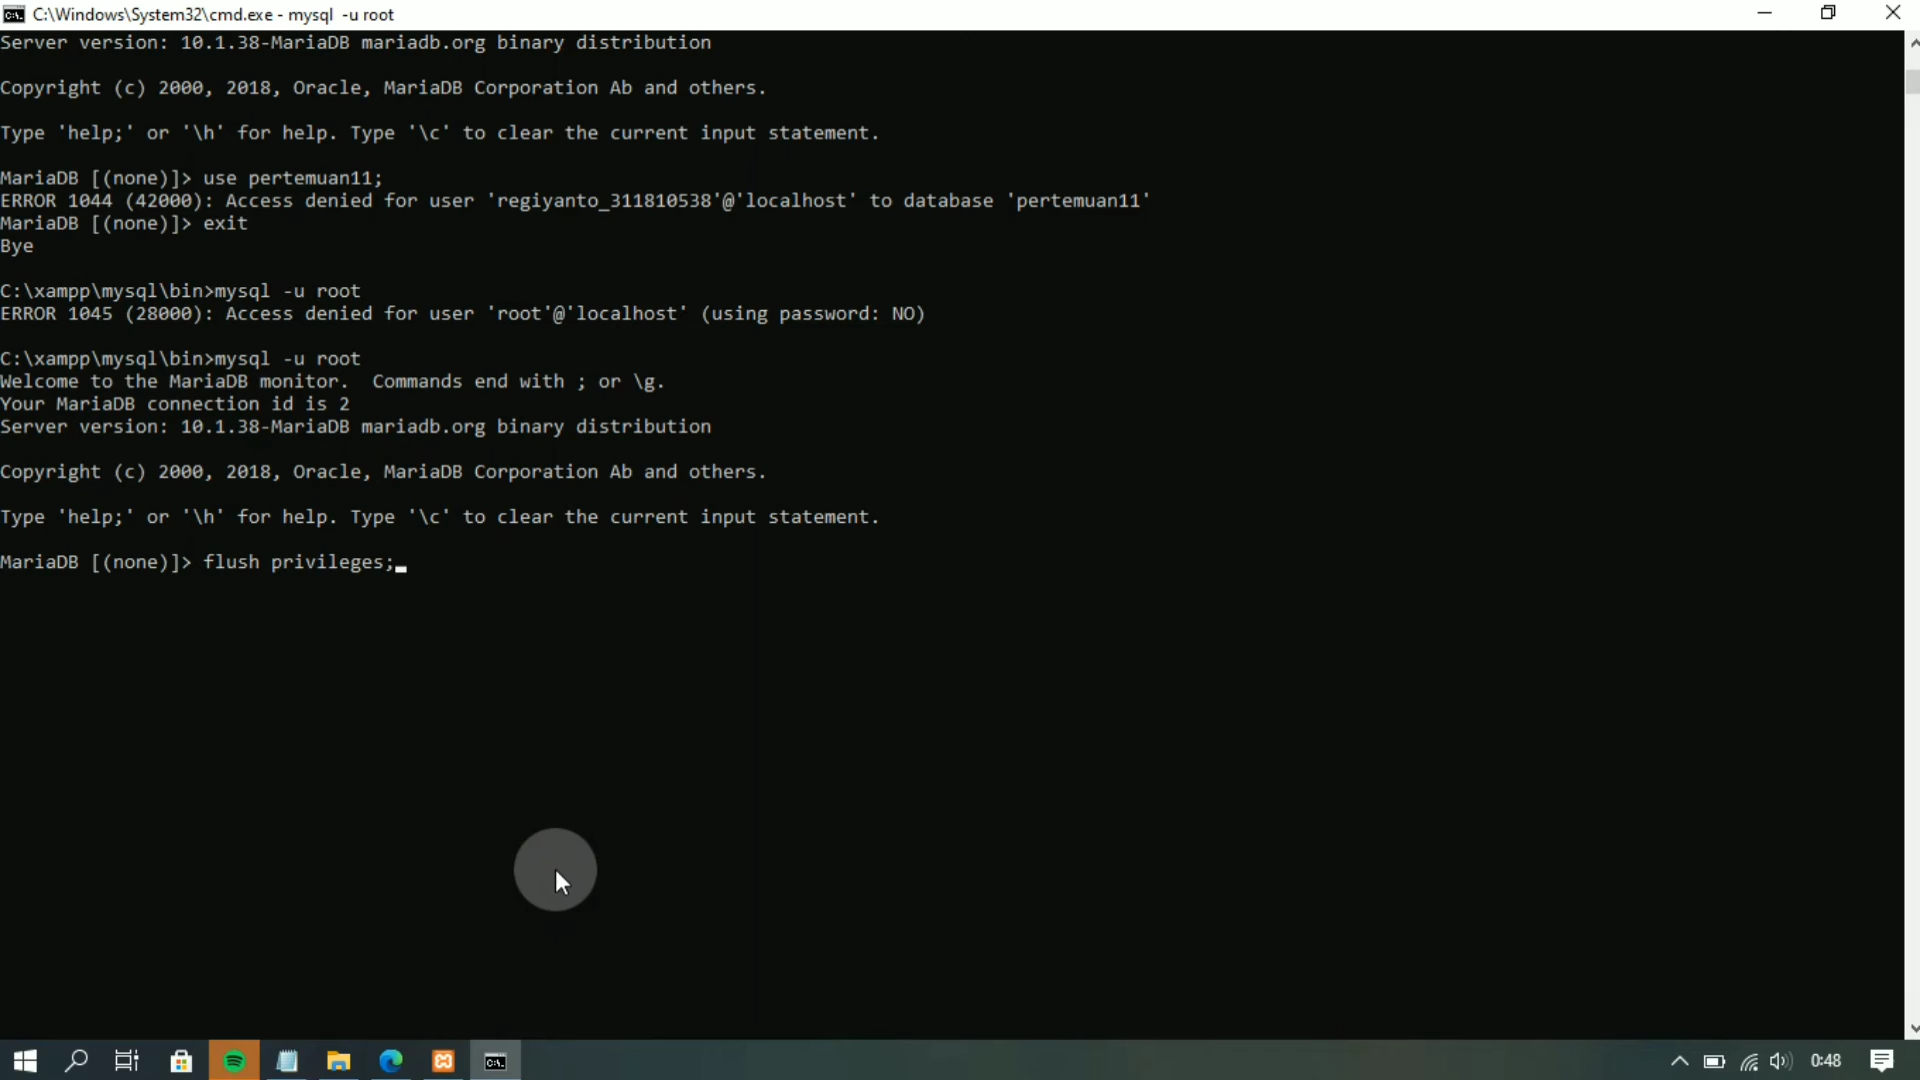 C:\Windows\System32\cmd.exe - mysql  -u root
Server version: 10.1.38-MariaDB mariadb.org binary distribution
Copyright (c) 2000, 2018, Oracle, MariaDB Corporation Ab and others.
Type 'help;' or '\h' for help. Type '\c' to clear the current input statement.
MariaDB [(none)]> use pertemuan11;
ERROR 1044 (42000): Access denied for user 'regiyanto_311810538'@'localhost' to database 'pertemuan11'
MariaDB [(none)]> exit
Bye
C:\xampp\mysql\bin>mysql -u root
ERROR 1045 (28000): Access denied for user 'root'@'localhost' (using password: NO)
C:\xampp\mysql\bin>mysql -u root
Welcome to the MariaDB monitor.  Commands end with ; or \g.
Your MariaDB connection id is 2
Server version: 10.1.38-MariaDB mariadb.org binary distribution
Copyright (c) 2000, 2018, Oracle, MariaDB Corporation Ab and others.
Type 'help;' or '\h' for help. Type '\c' to clear the current input statement.
MariaDB [(none)]> flush privileges;
0:48